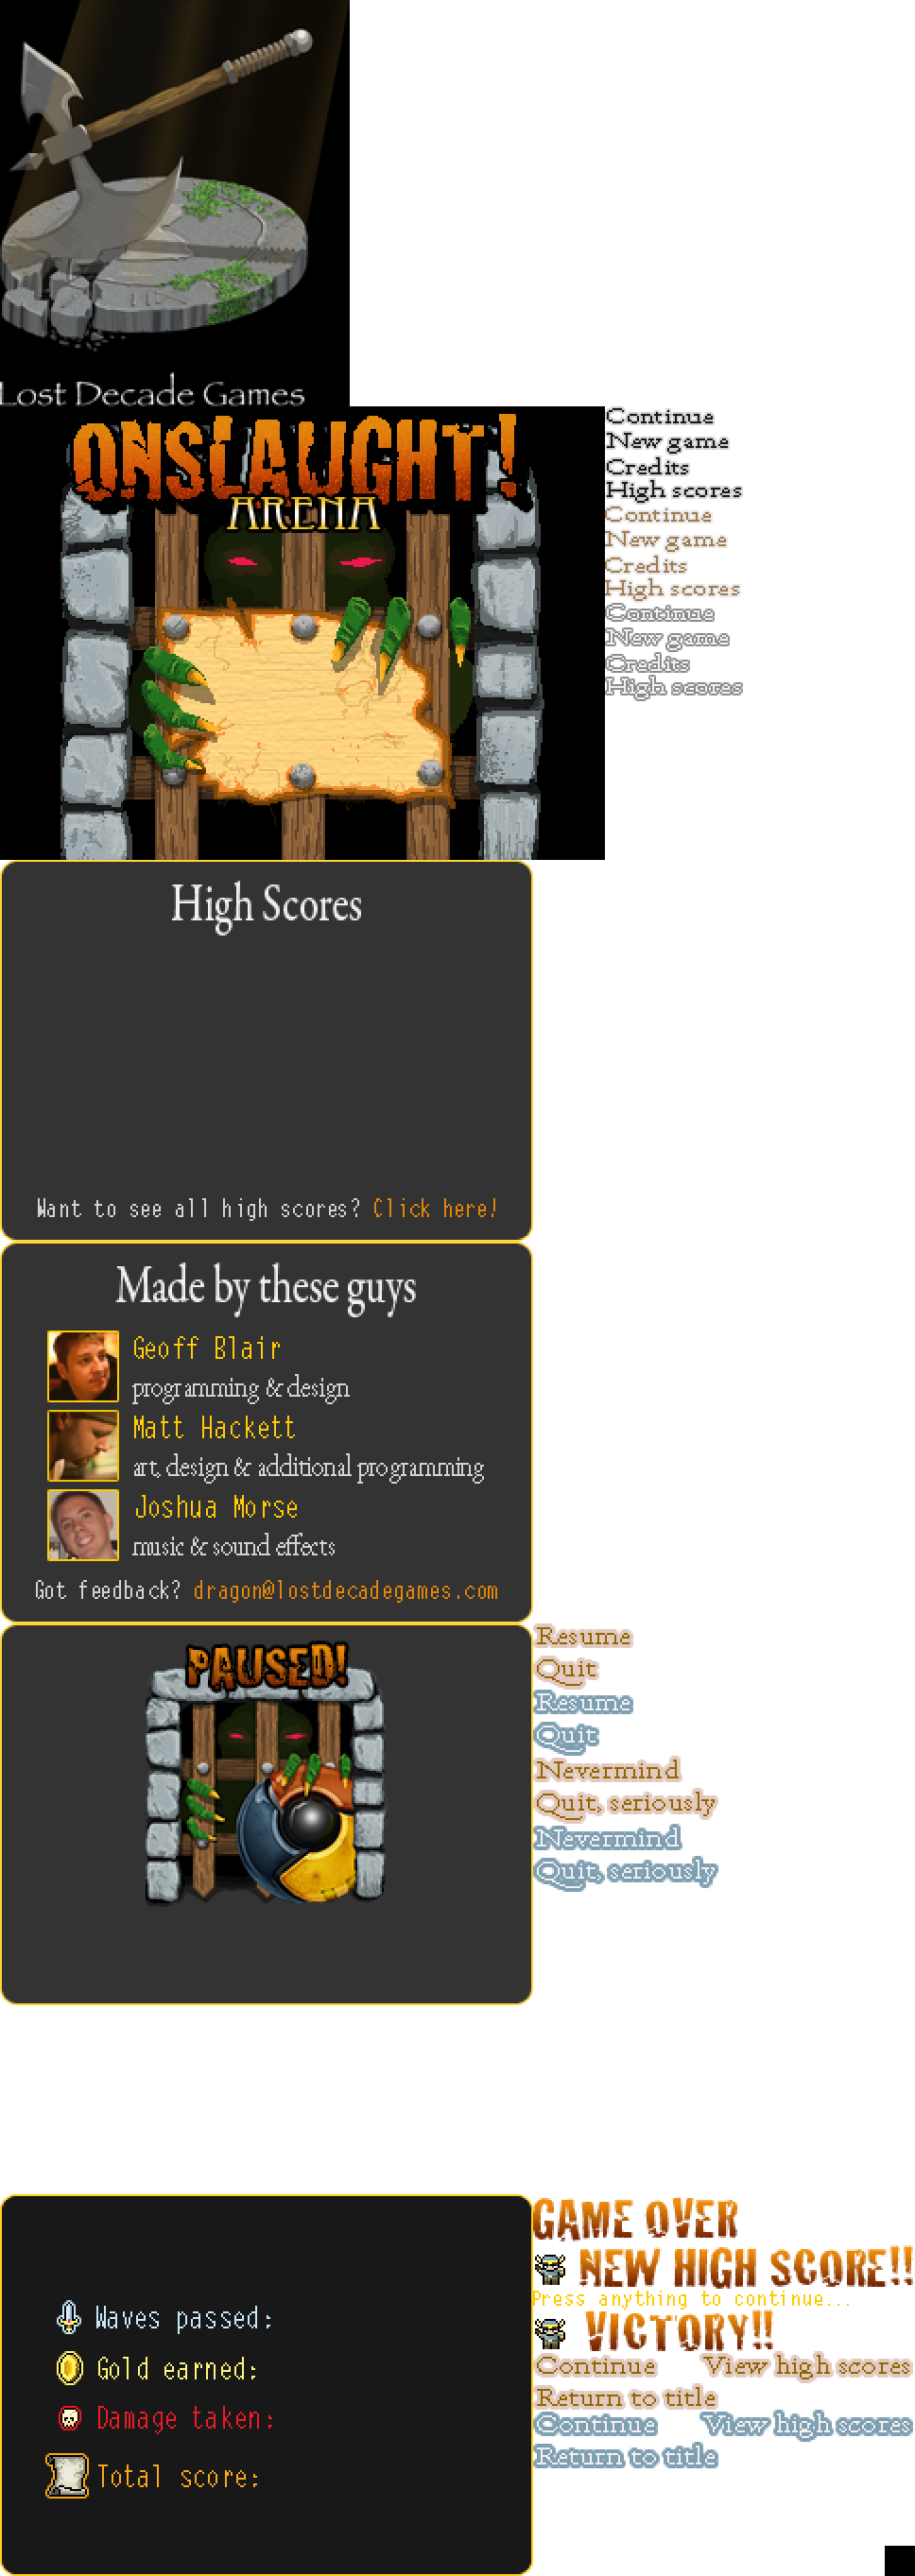 Lost Decade Games
ONSLAUGHT!
ARENA
Continue
New game
Credits
High scores
Continue
New game
Credits
High scores
Continue
New game
Credits
High scores
High Scores
Want to see all high scores? Click here!
Made by these guys
Geoff Blair
programming & design
Matt Hackett
art, design & additional programming
Joshua Morse
music & sound effects
Got feedback? dragon@lostdecadegames.com
PAUSED!
Resume
Quit
Resume
Quit
Nevermind
Quit, seriously
Nevermind
Quit, seriously
GAME OVER
NEW HIGH SCORE!!
Press anything to continue...
VICTORY!!
Continue View high scores
Return to title
Continue View high scores
Return to title
Waves passed:
Gold earned:
Damage taken:
Total score: